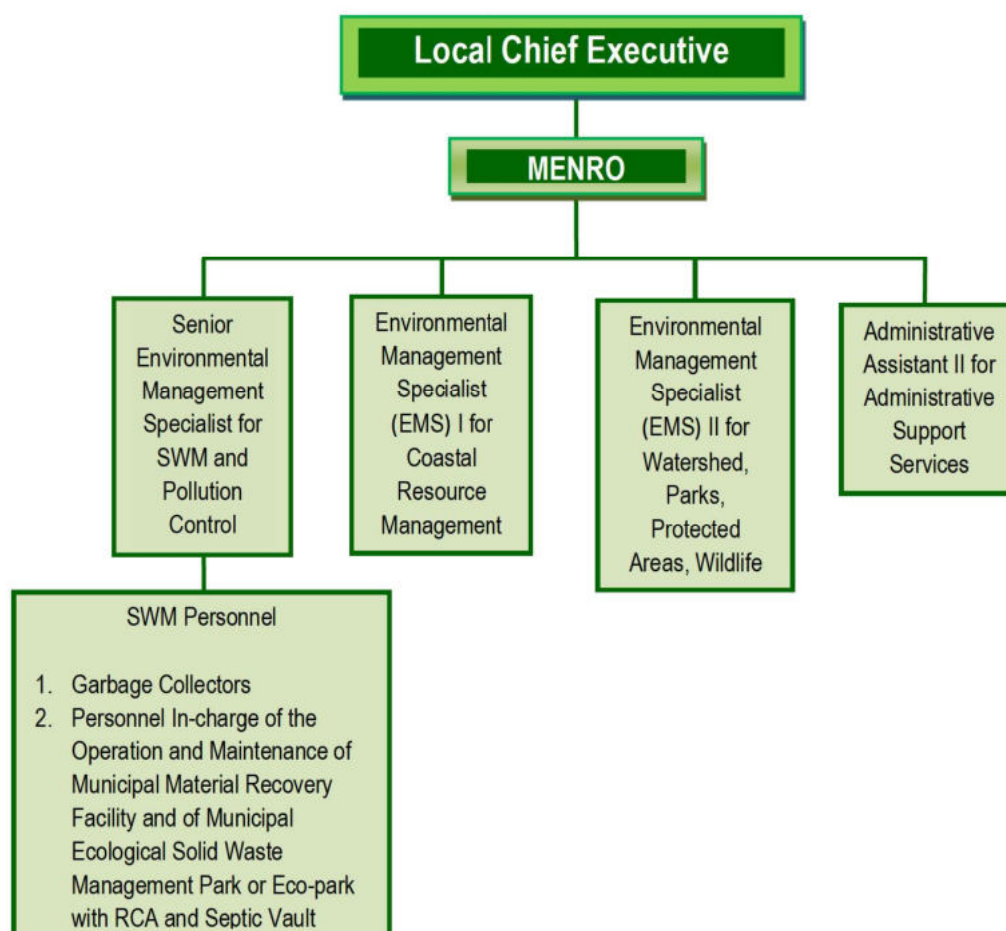 Local Chief Executive
MENRO
Senior
Environmental
Management
Specialist for
SWM and
Pollution
Control
Environmental
Management
Specialist
(EMS) I for
Coastal
Resource
Management
Environmental
Management
Specialist
(EMS) II for
Watershed,
Parks,
Protected
Areas, Wildlife
Administrative
Assistant II for
Administrative
Support
Services
SWM Personnel
1. Garbage Collectors
2. Personnel In-charge of the
Operation and Maintenance of
Municipal Material Recovery
Facility and of Municipal
Ecological Solid Waste
Management Park or Eco-park
with RCA and Septic Vault